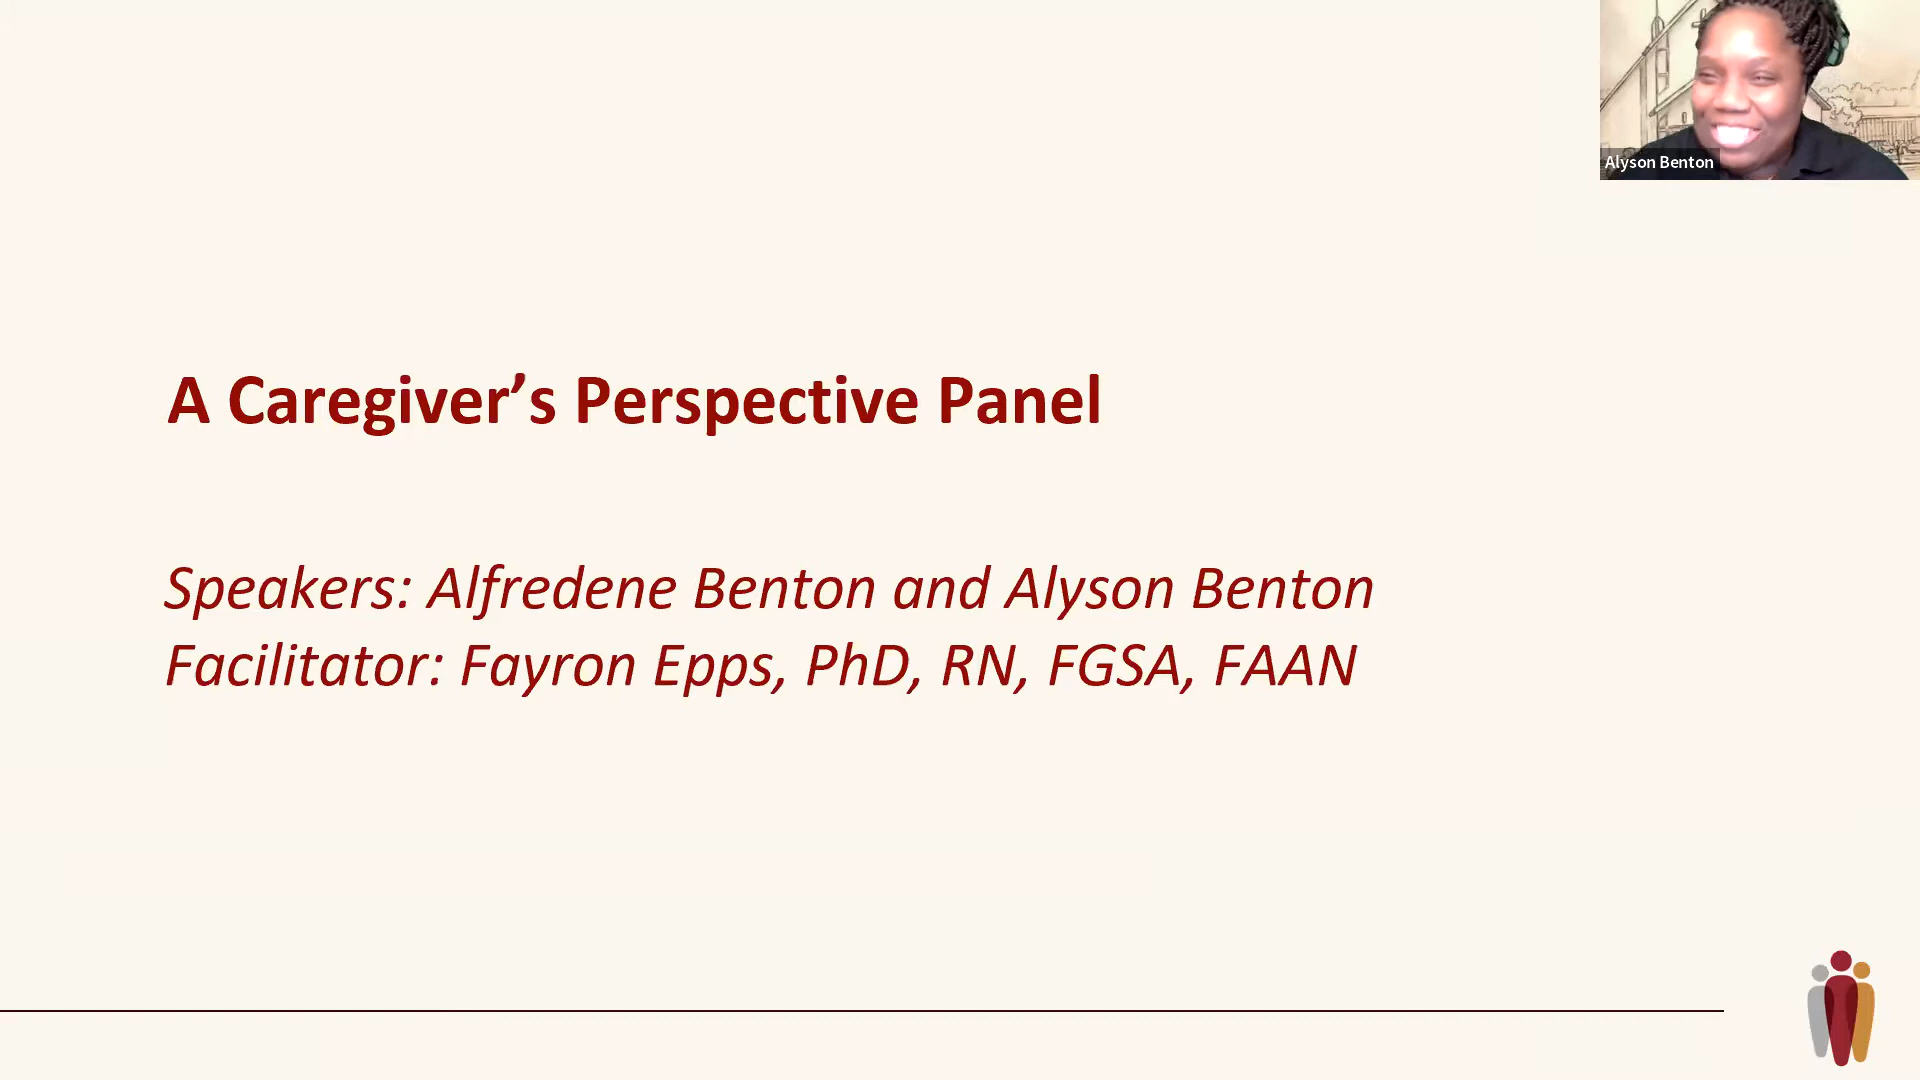 Alyson Benton
A Caregiver’s Perspective Panel
Speakers: Alfredene Benton and Alyson Benton
Facilitator: Fayron Epps, PhD, RN, FGSA, FAAN